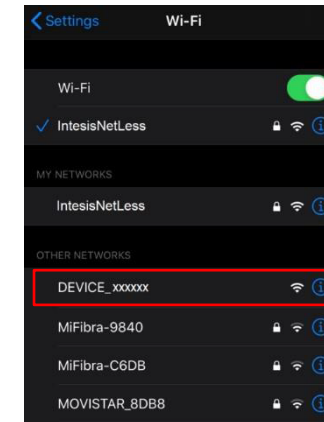 Settings Wi-Fi
Wi-Fi
IntesisNetLess
MY NETWORKS
IntesisNetLess
OTHER NETWORKS
DEVICE_xxxxxx
MiFibra-9840
MiFibra-C6DB
MOVISTAR_8DB8